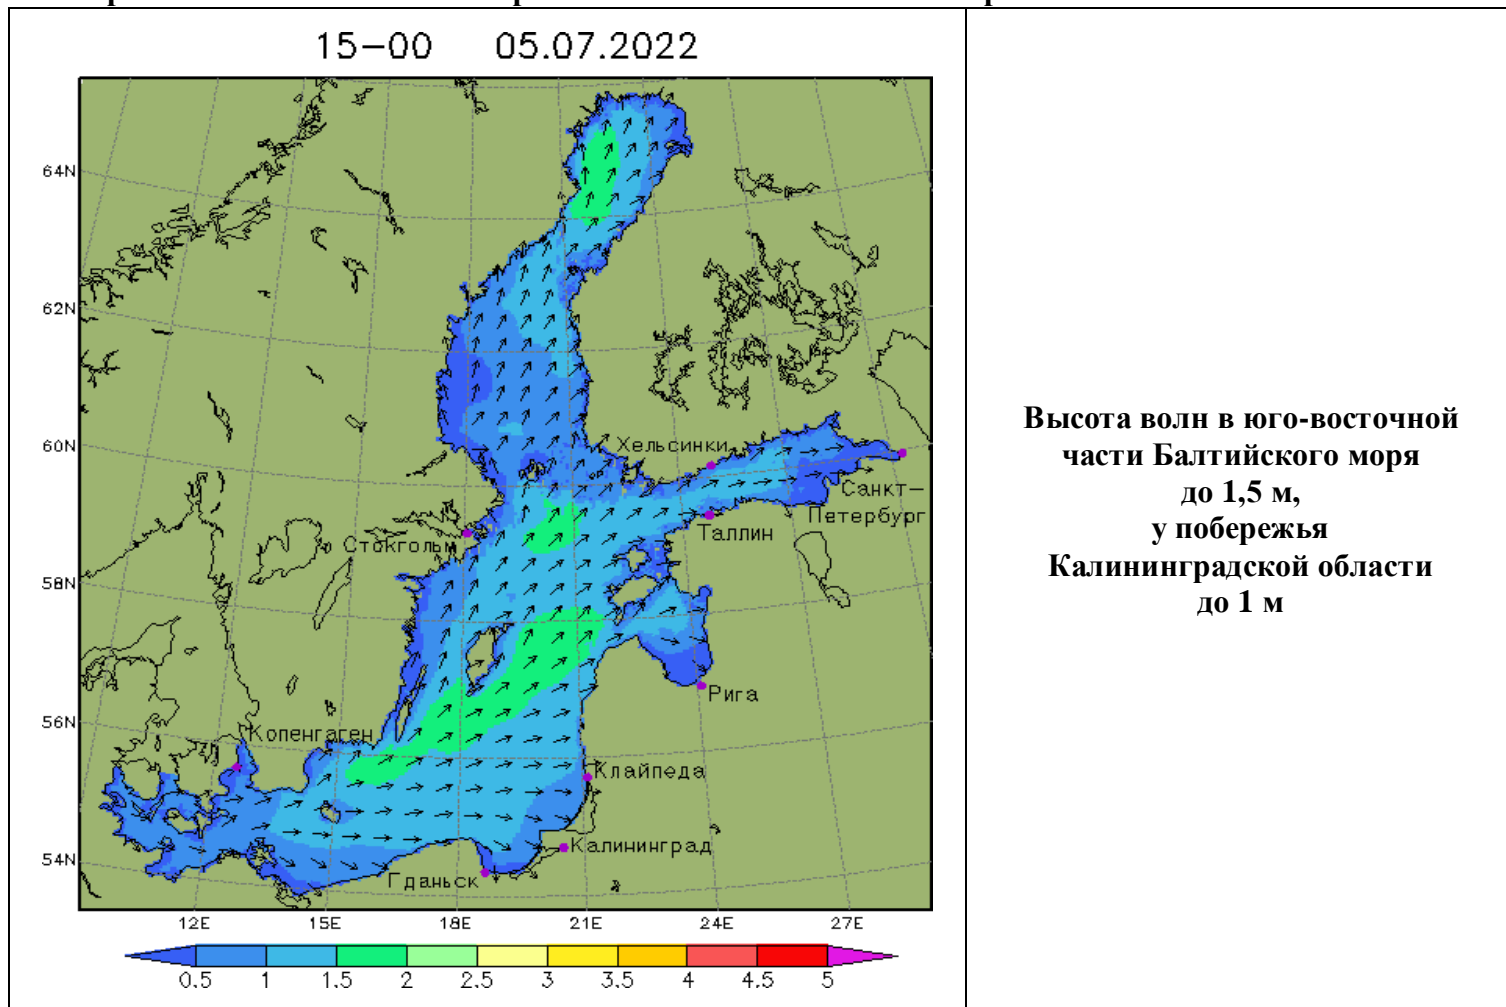 15-00 05.07.2022
64N
62N
60N
58N
56N
54N
Хельсинки
Санкт-
Петербург
Таллин
Стокгольм
Рига
Копенгаген
Клайпеда
Калининград
Гданьск
12E 15E 18E 21E 24E 27E
0.5 1 1.5 2 2.5 3 3.5 4 4.5 5
Высота волн в юго-восточной
части Балтийского моря
до 1,5 м,
у побережья
Калининградской области
до 1 м